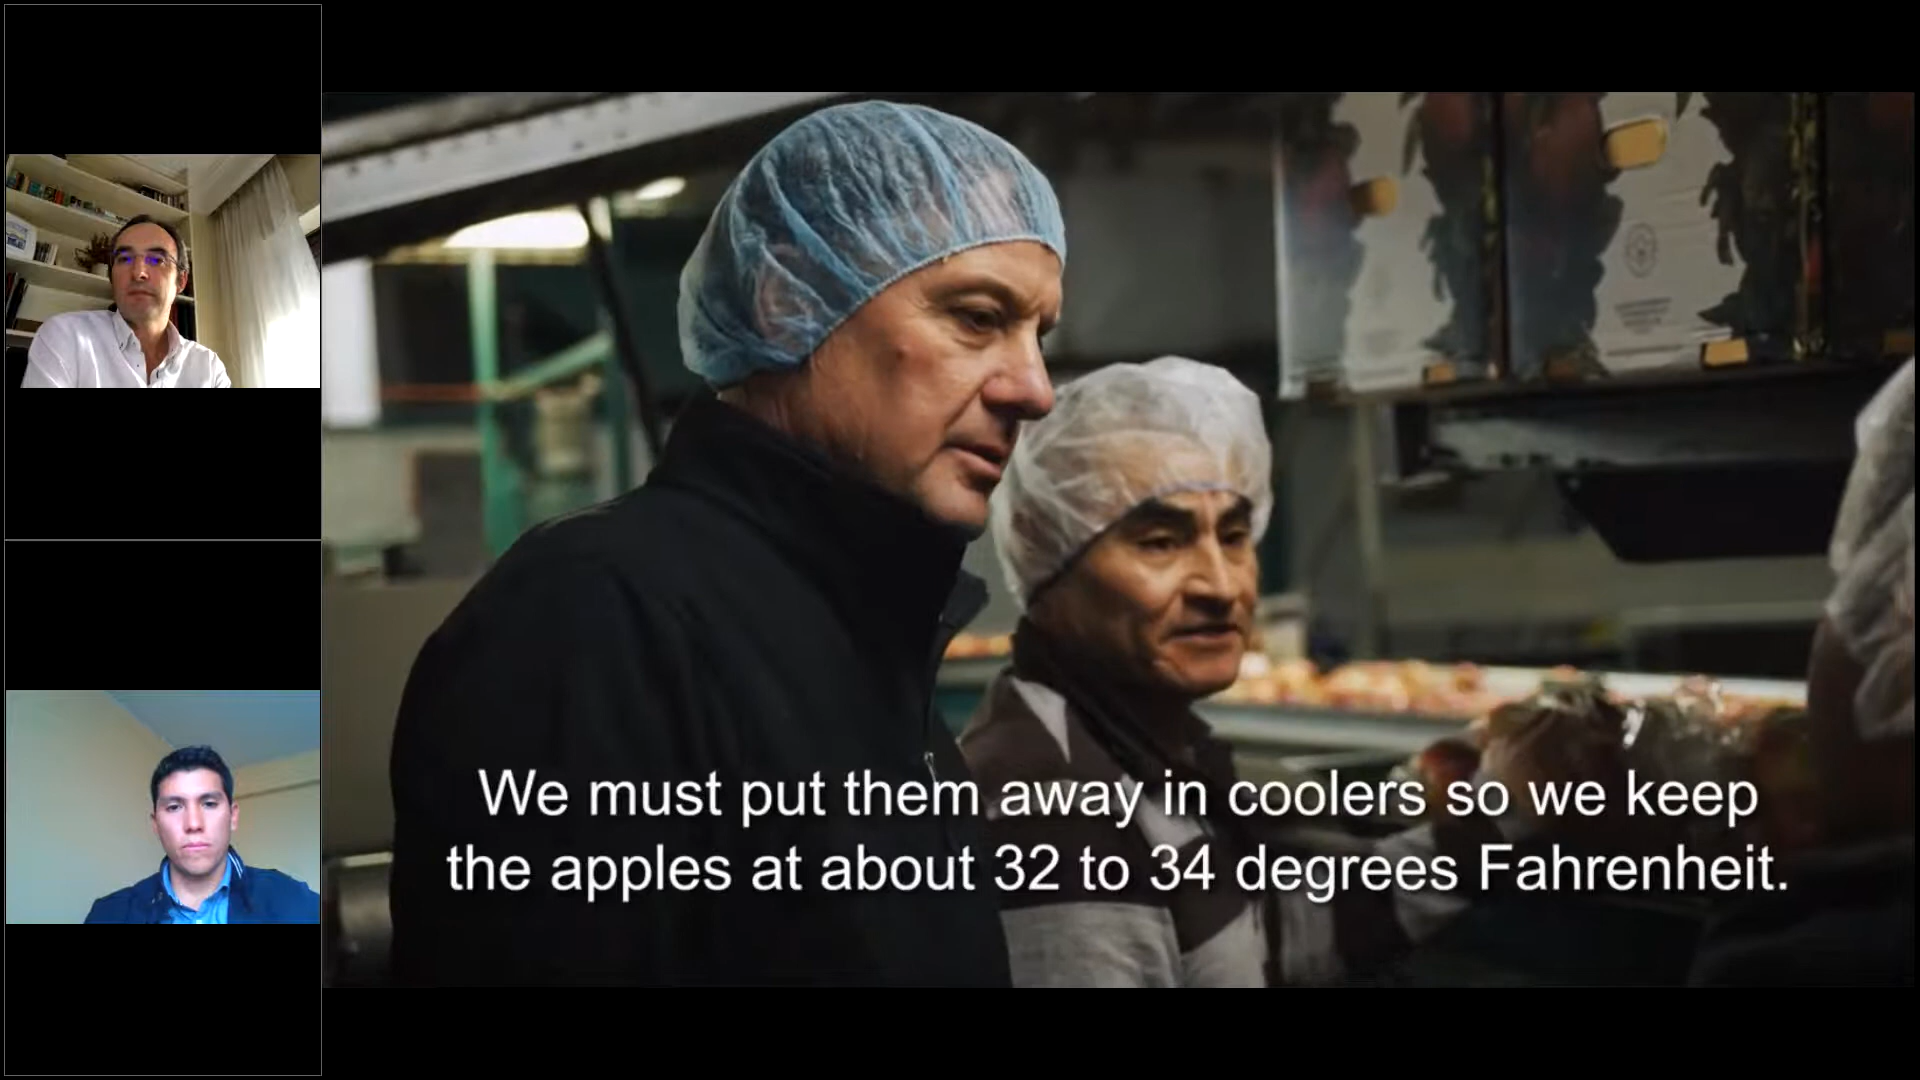 We must put them away in coolers so we keep
the apples at about 32 to 34 degrees Fahrenheit.